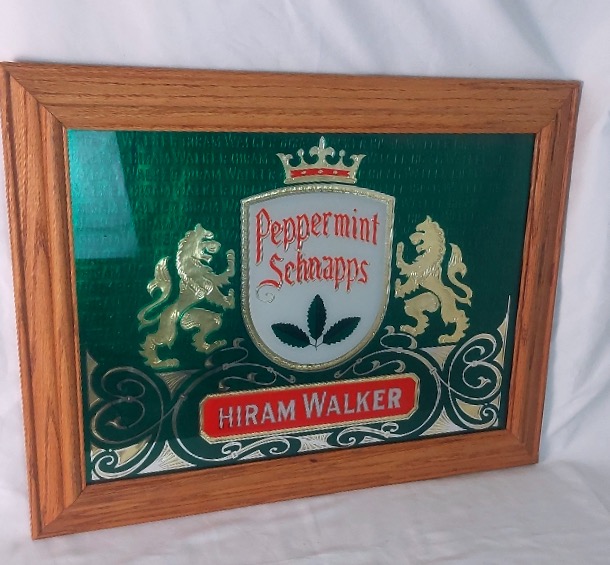 Peppermint
Schnapps
HIRAM WALKER